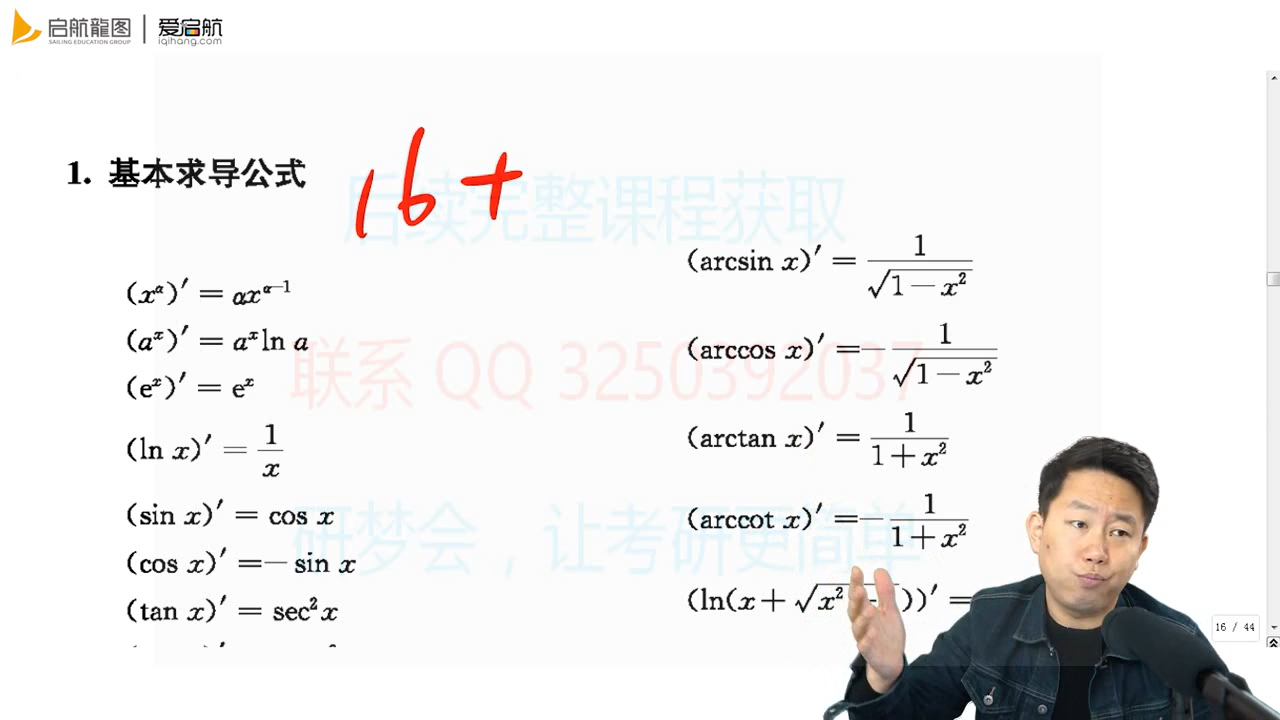 启航龍图 爱启航
SAILING EDUCATION GROUP iqihang.com
1. 基本求导公式 16+
后续完整课程获取
(x^α)′ = αx^{α−1}
(a^x)′ = a^x ln a
(e^x)′ = e^x
(ln x)′ = 1/x
(sin x)′ = cos x
(cos x)′ = − sin x
(tan x)′ = sec² x
(arcsin x)′ = 1/√(1−x²)
(arccos x)′ = − 1/√(1−x²)
(arctan x)′ = 1/(1+x²)
(arccot x)′ = − 1/(1+x²)
(ln(x+√x² ))′ =
联系 QQ 3250392037
研梦会，让考研更简单
16 / 44